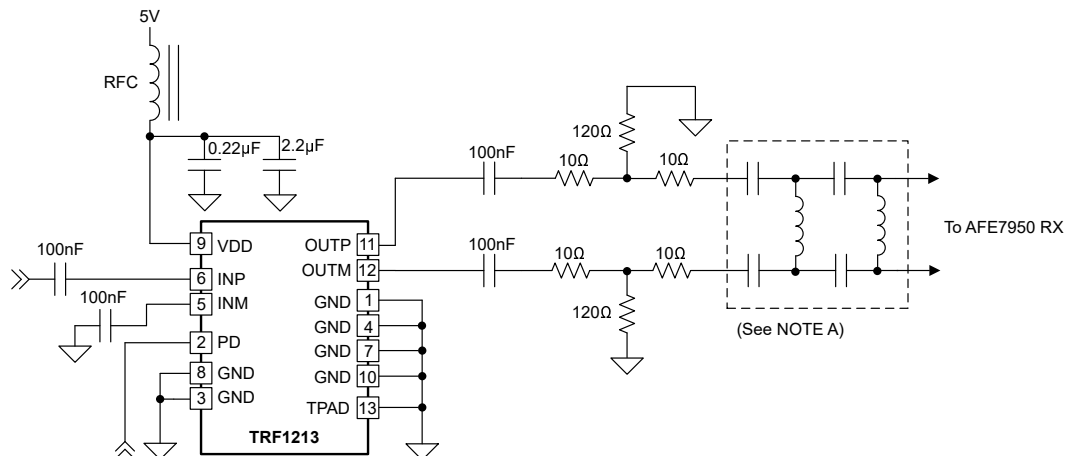 5V
RFC
0.22µF
2.2µF
120Ω
100nF
10Ω
10Ω
To AFE7950 RX
100nF
9
VDD
OUTP
11
100nF
10Ω
10Ω
6
INP
OUTM
12
100nF
5
INM
GND
1
120Ω
(See NOTE A)
GND
4
2
PD
GND
7
8
GND
GND
10
3
GND
TPAD
13
TRF1213